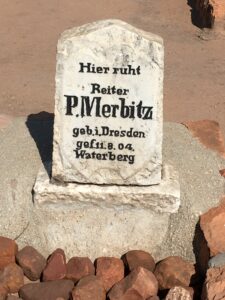 Hier ruht
Reiter
P. Merbitz
geb. i. Dresden
gef. 11. 8. 04.
Waterberg